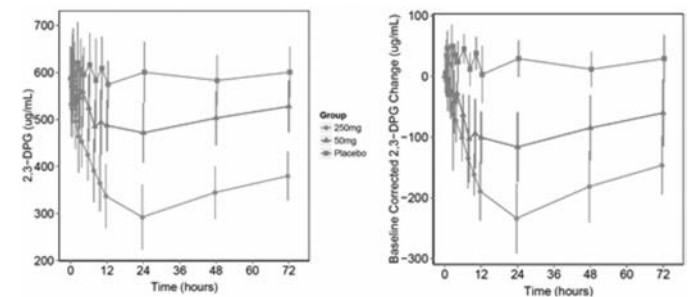 700
600
500
400
300
200
2,3-DPG (ug/mL)
0 12 24 36 48 60 72
Time (hours)
Group
250mg
50mg
Placebo
100
0
−100
−200
−300
Baseline Corrected 2,3-DPG Change (ug/mL)
0 12 24 36 48 60 72
Time (hours)